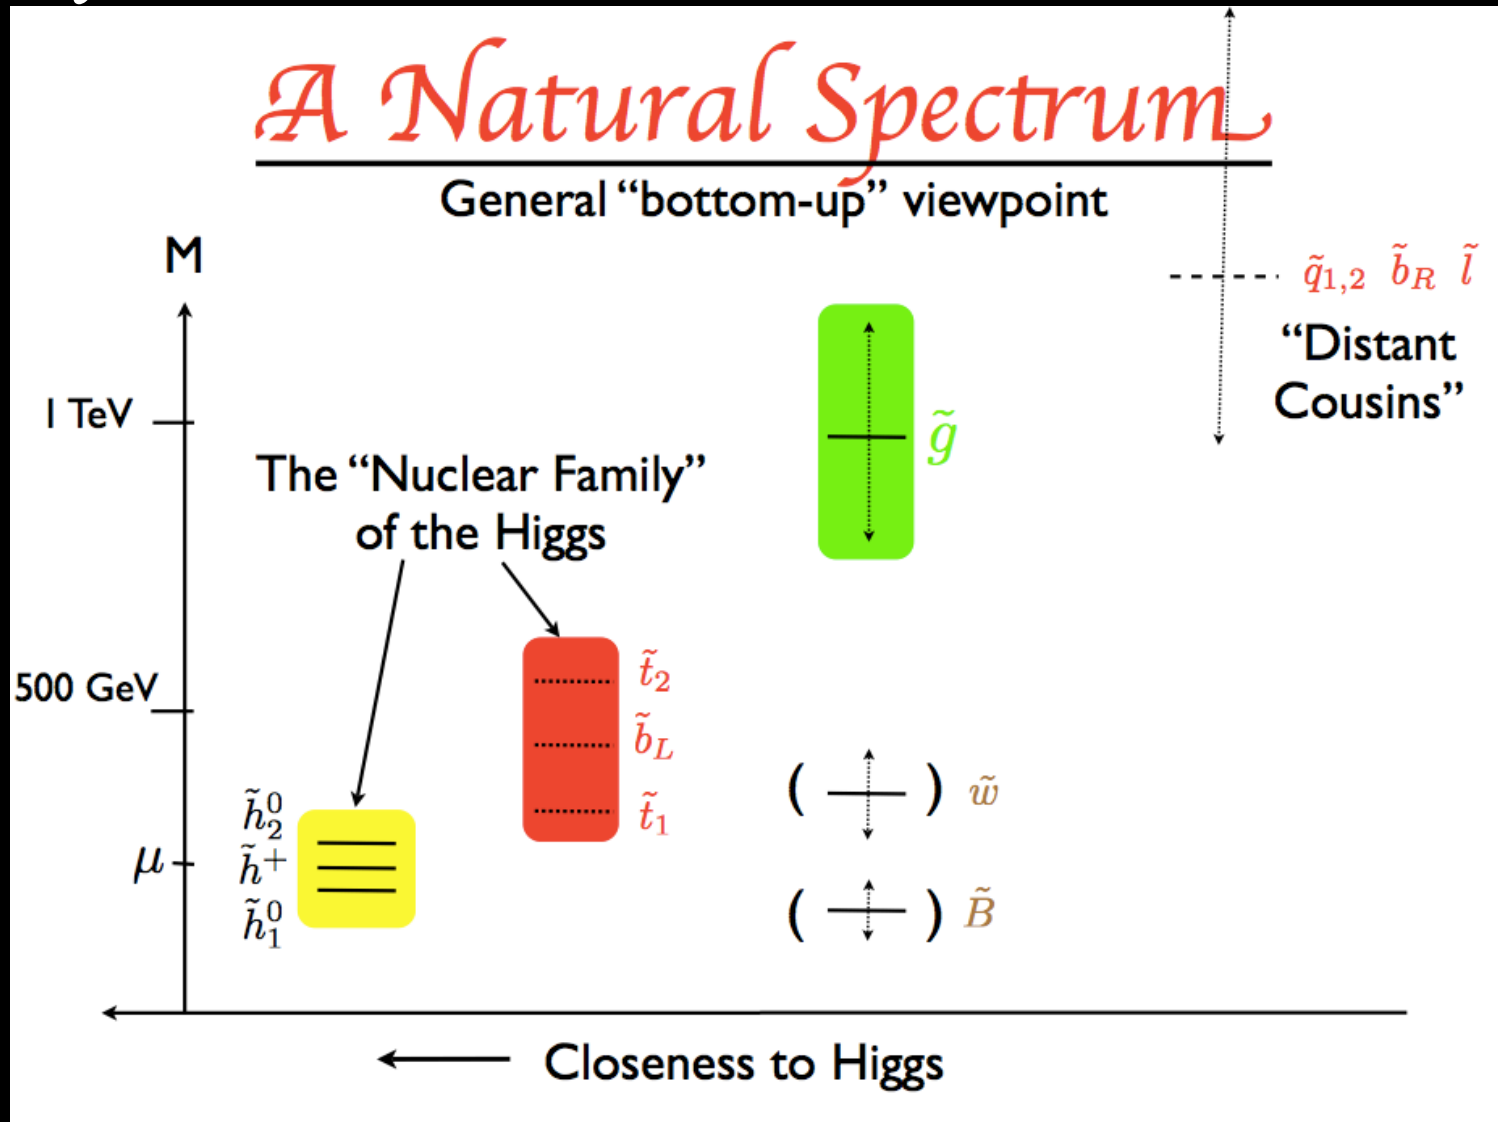 A Natural Spectrum
General “bottom-up” viewpoint
M
q̃₁,₂ b̃_R l̃
“Distant
Cousins”
1 TeV
g̃
The “Nuclear Family”
of the Higgs
t̃₂
500 GeV
b̃_L
( ) w̃
h̃⁰₂
t̃₁
μ
h̃⁺
( ) B̃
h̃⁰₁
Closeness to Higgs